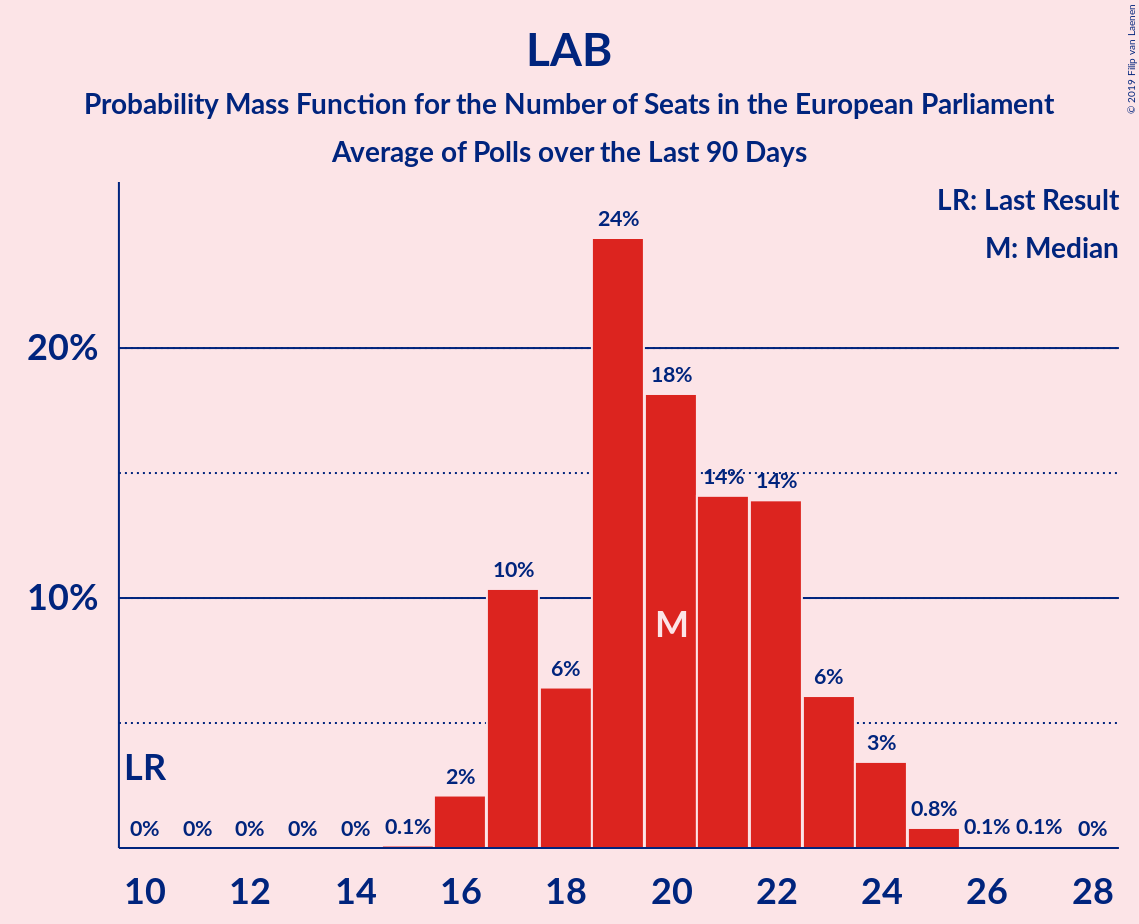 LAB
Probability Mass Function for the Number of Seats in the European Parliament
Average of Polls over the Last 90 Days
© 2019 Filip van Laenen
LR: Last Result
M: Median
24%
20%
18%
14% 14%
10%
10%
M
6%
6%
LR
3%
2%
0% 0% 0% 0% 0% 0.1% 0.8% 0.1% 0.1% 0%
10 12 14 16 18 20 22 24 26 28